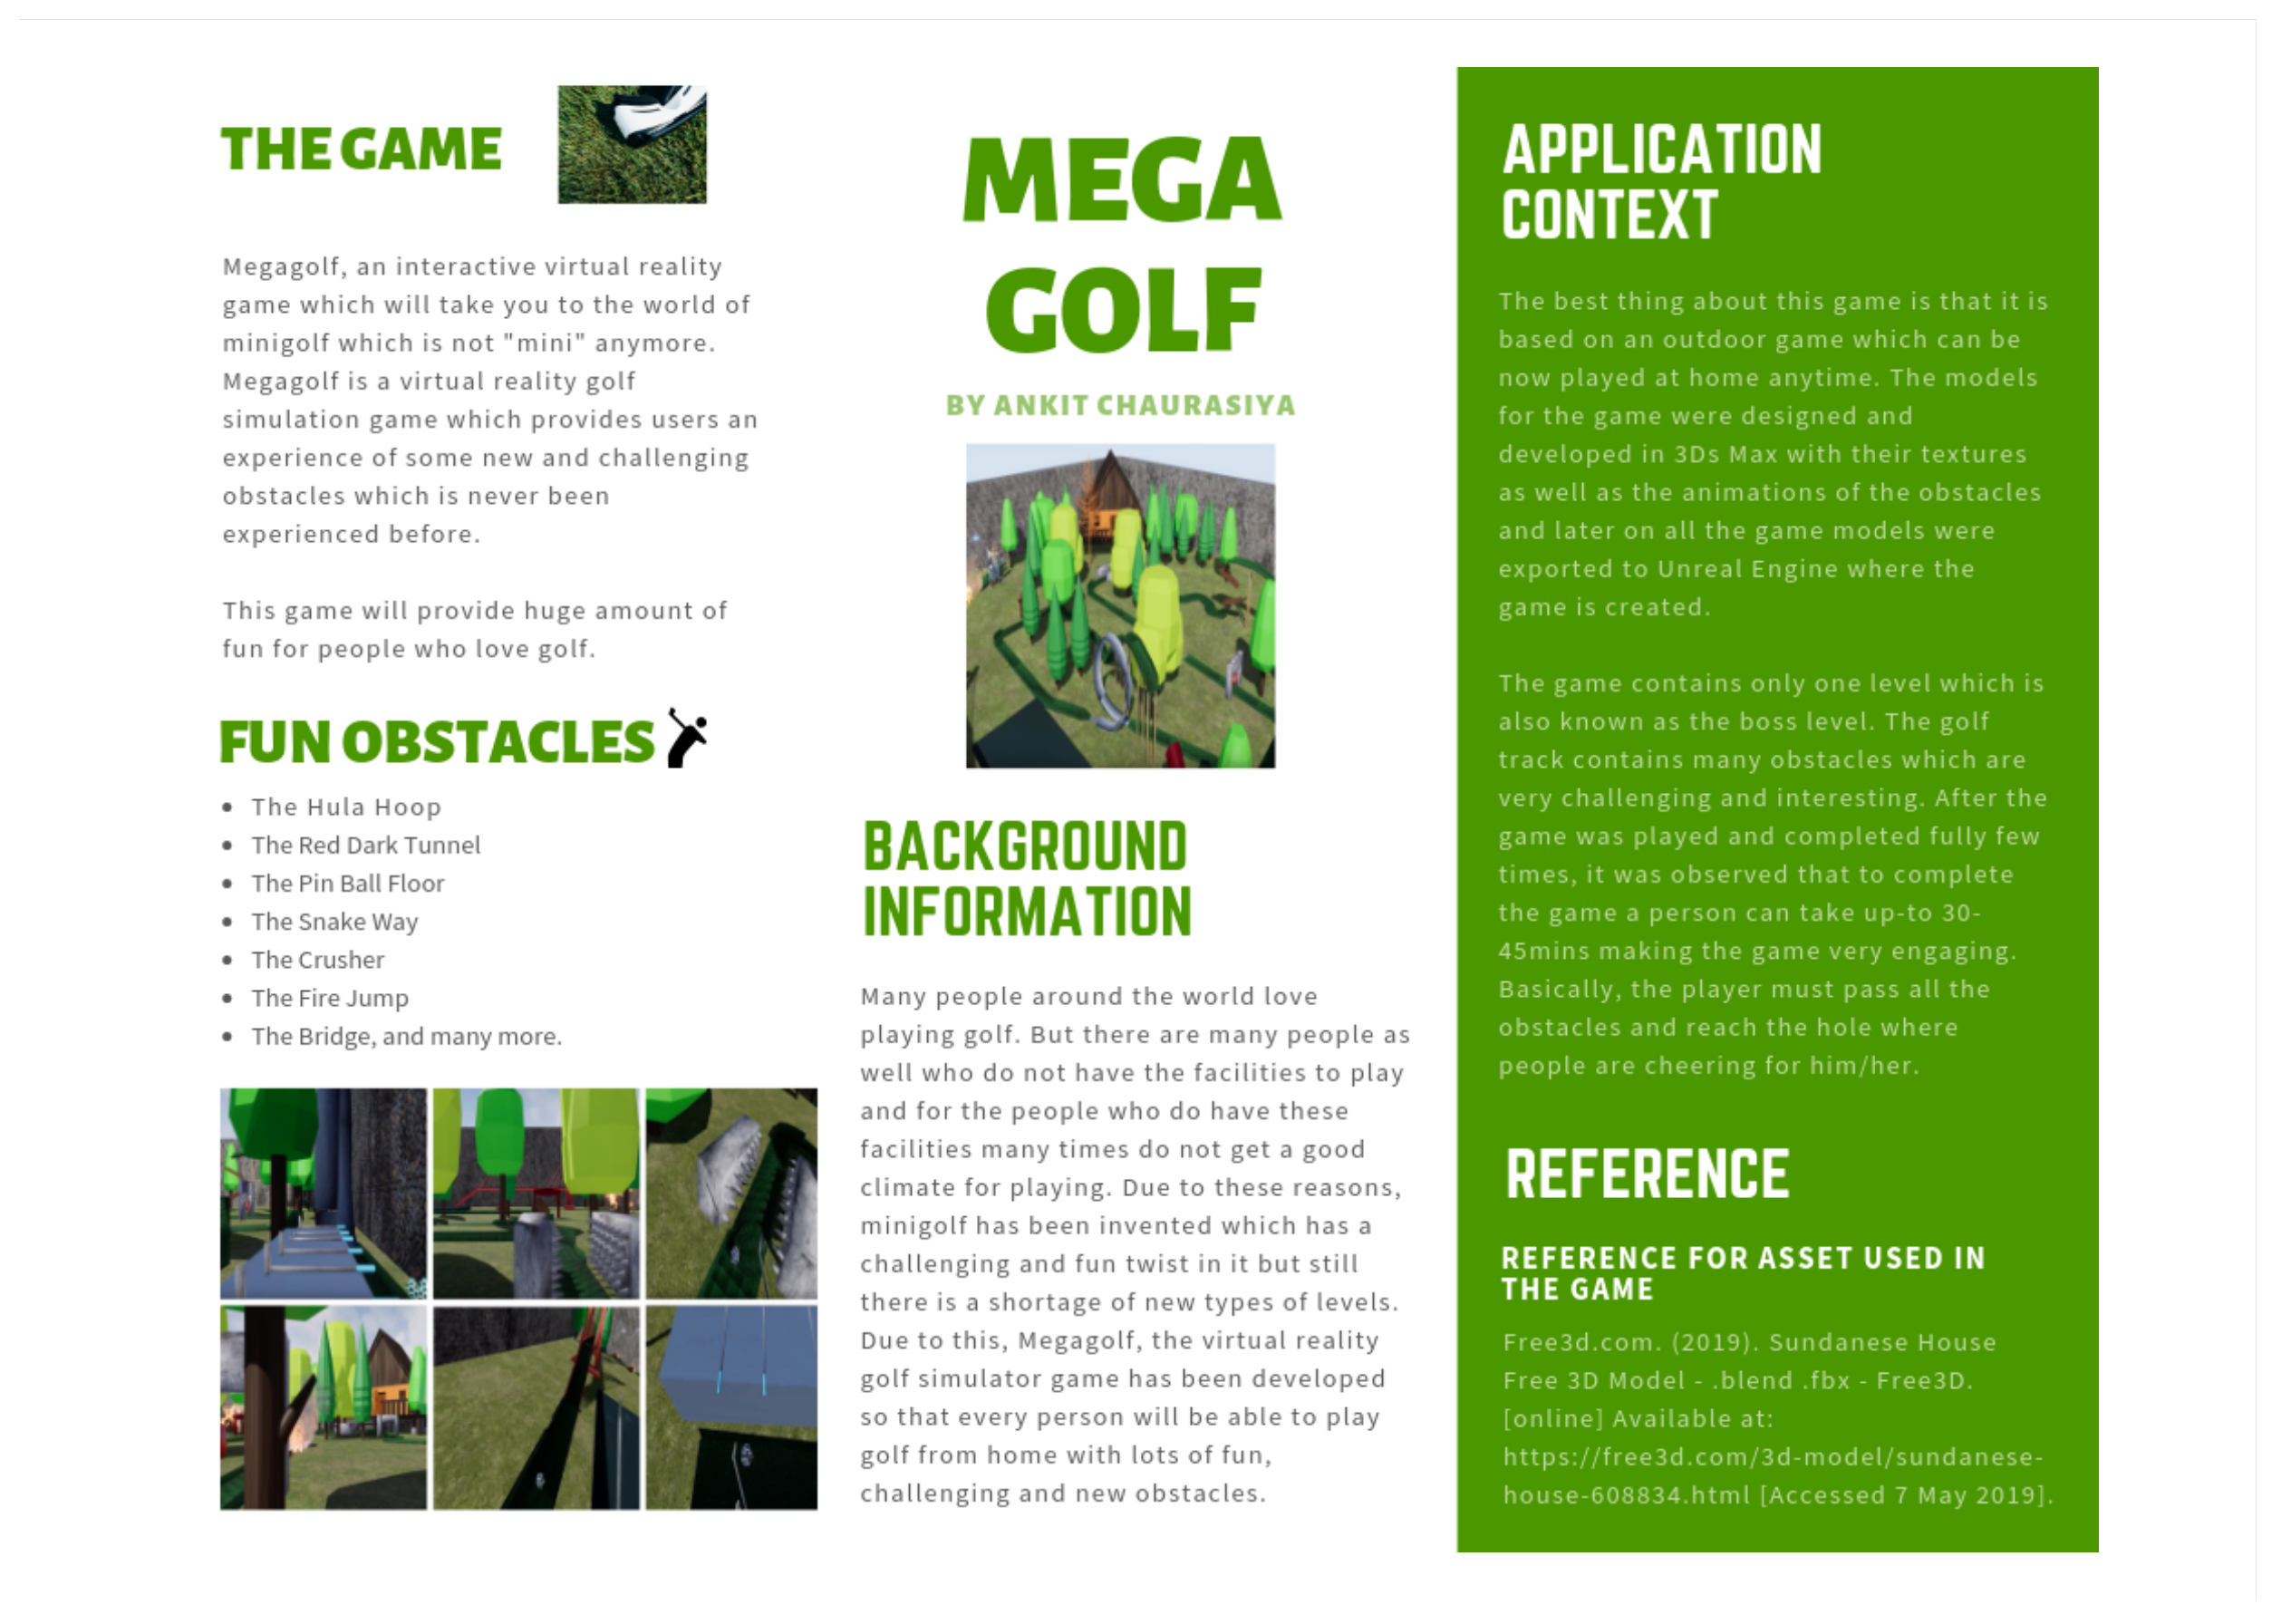 THE GAME
Megagolf, an interactive virtual reality
game which will take you to the world of
minigolf which is not "mini" anymore.
Megagolf is a virtual reality golf
simulation game which provides users an
experience of some new and challenging
obstacles which is never been
experienced before.
This game will provide huge amount of
fun for people who love golf.
FUN OBSTACLES
• The Hula Hoop
• The Red Dark Tunnel
• The Pin Ball Floor
• The Snake Way
• The Crusher
• The Fire Jump
• The Bridge, and many more.
MEGA
GOLF
BY ANKIT CHAURASIYA
BACKGROUND
INFORMATION
Many people around the world love
playing golf. But there are many people as
well who do not have the facilities to play
and for the people who do have these
facilities many times do not get a good
climate for playing. Due to these reasons,
minigolf has been invented which has a
challenging and fun twist in it but still
there is a shortage of new types of levels.
Due to this, Megagolf, the virtual reality
golf simulator game has been developed
so that every person will be able to play
golf from home with lots of fun,
challenging and new obstacles.
APPLICATION
CONTEXT
The best thing about this game is that it is
based on an outdoor game which can be
now played at home anytime. The models
for the game were designed and
developed in 3Ds Max with their textures
as well as the animations of the obstacles
and later on all the game models were
exported to Unreal Engine where the
game is created.
The game contains only one level which is
also known as the boss level. The golf
track contains many obstacles which are
very challenging and interesting. After the
game was played and completed fully few
times, it was observed that to complete
the game a person can take up-to 30-
45mins making the game very engaging.
Basically, the player must pass all the
obstacles and reach the hole where
people are cheering for him/her.
REFERENCE
REFERENCE FOR ASSET USED IN
THE GAME
Free3d.com. (2019). Sundanese House
Free 3D Model - .blend .fbx - Free3D.
[online] Available at:
https://free3d.com/3d-model/sundanese-
house-608834.html [Accessed 7 May 2019].